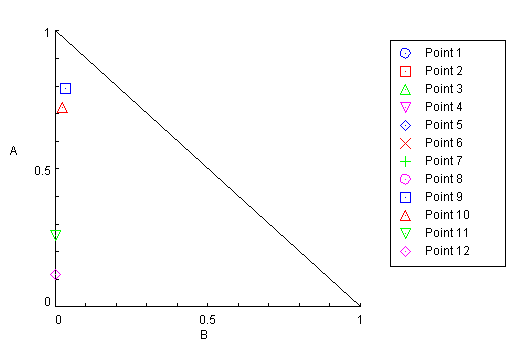 1
A
0.5
0
0
0.5
1
B
Point 1
Point 2
Point 3
Point 4
Point 5
Point 6
Point 7
Point 8
Point 9
Point 10
Point 11
Point 12